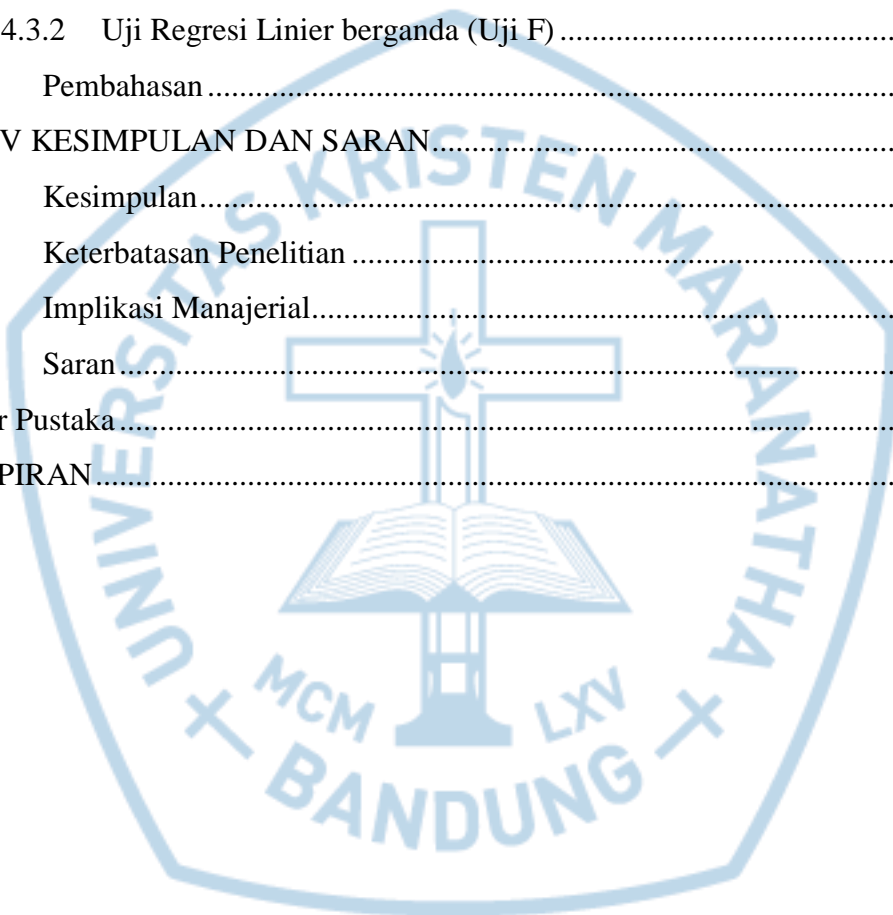 4.3.2 Uji Regresi Linier berganda (Uji F)........................................
Pembahasan........................................
V KESIMPULAN DAN SARAN........................................
Kesimpulan........................................
Keterbatasan Penelitian........................................
Implikasi Manajerial........................................
Saran........................................
r Pustaka........................................
PIRAN........................................
UNIVERSITAS KRISTEN MARANATHA
MCM LXV
BANDUNG